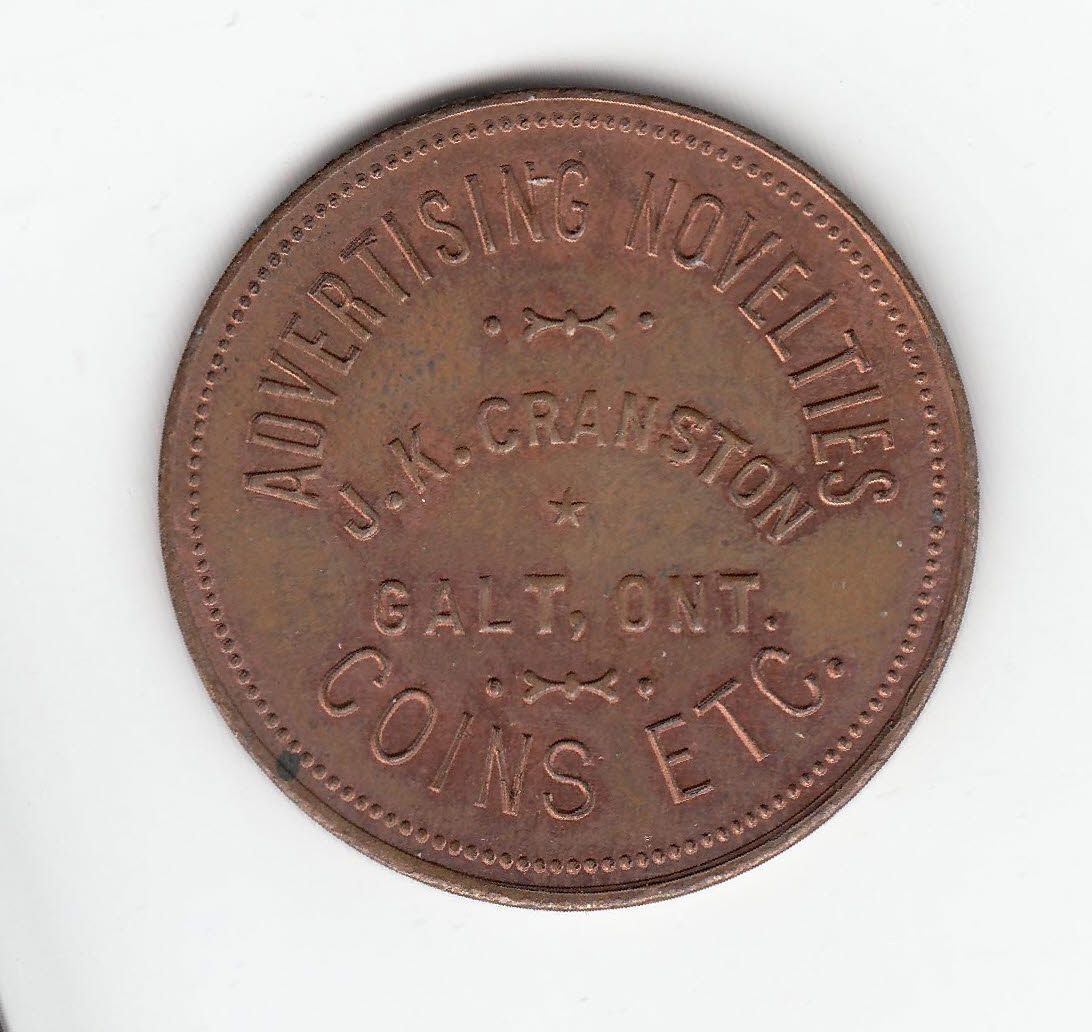 ADVERTISING NOVELTIES
J.K. CRANSTON
GALT, ONT.
COINS ETC.